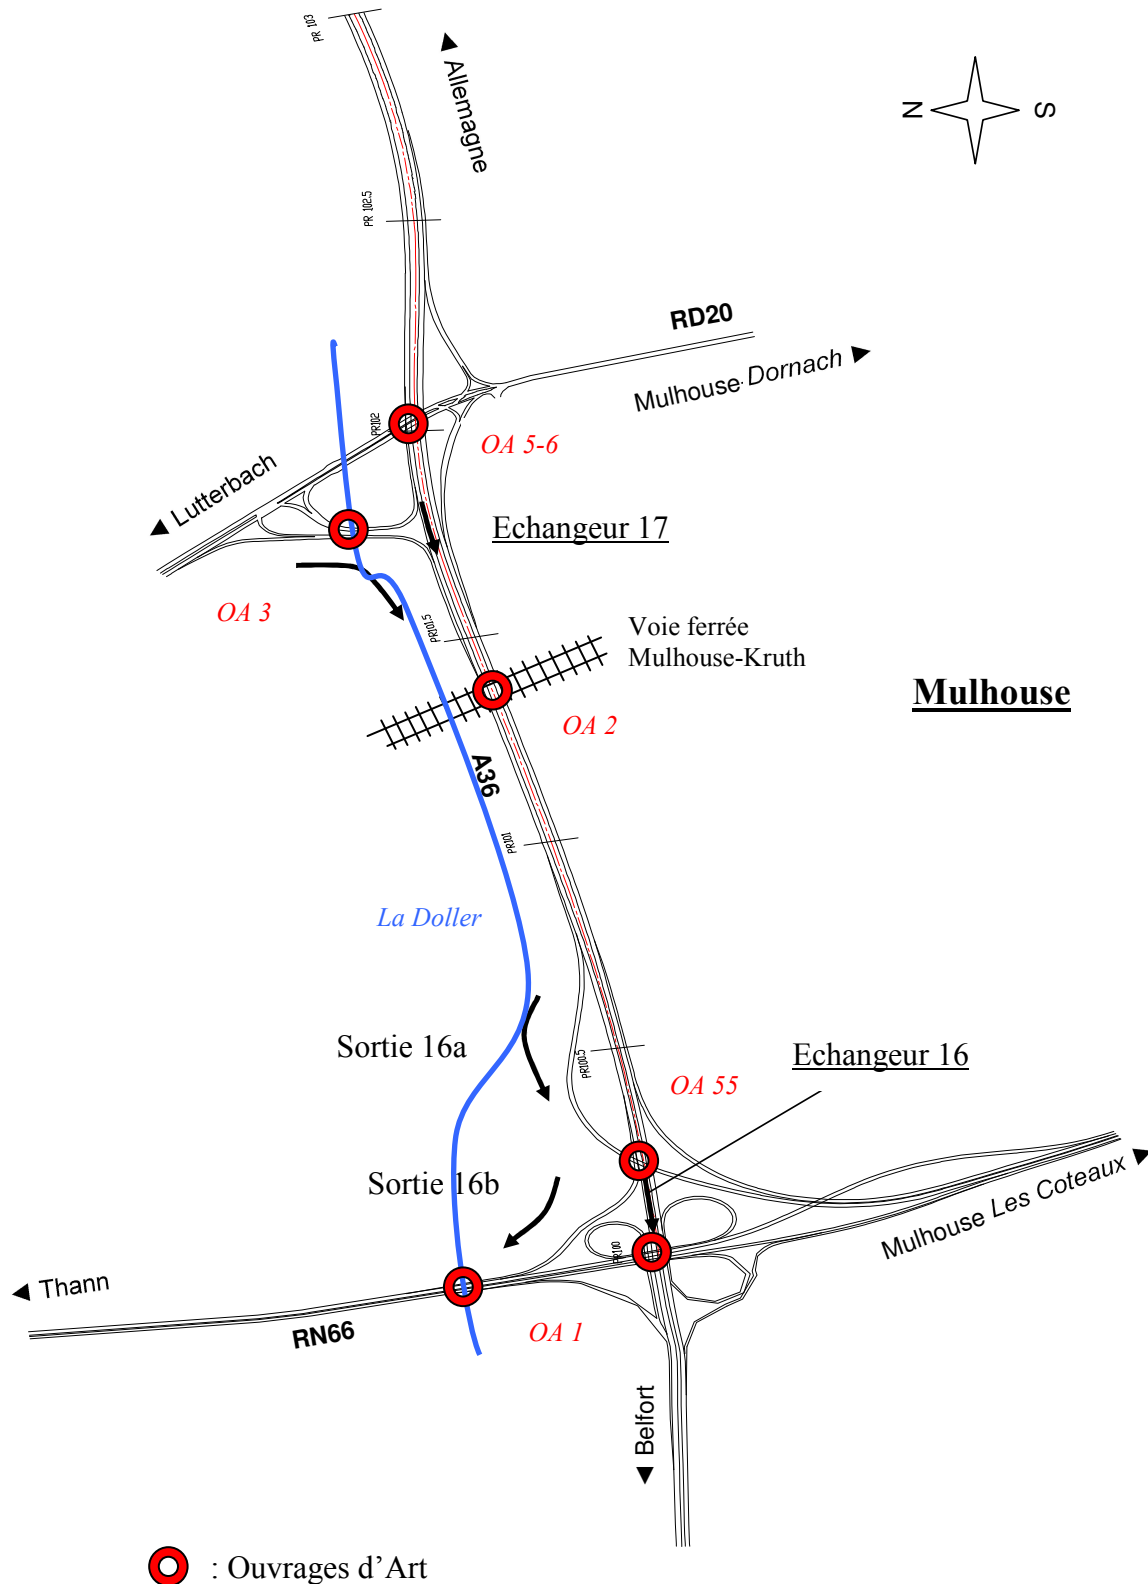 PR 103
Allemagne
N
S
PR 102.5
RD20
Mulhouse Dornach
PR102
OA 5-6
Lutterbach
Echangeur 17
OA 3
PR101.5
Voie ferrée
Mulhouse-Kruth
Mulhouse
OA 2
A36
PR101
La Doller
Sortie 16a
PR100.5
Echangeur 16
OA 55
Sortie 16b
Mulhouse Les Coteaux
PR100
Thann
RN66
OA 1
Belfort
: Ouvrages d'Art